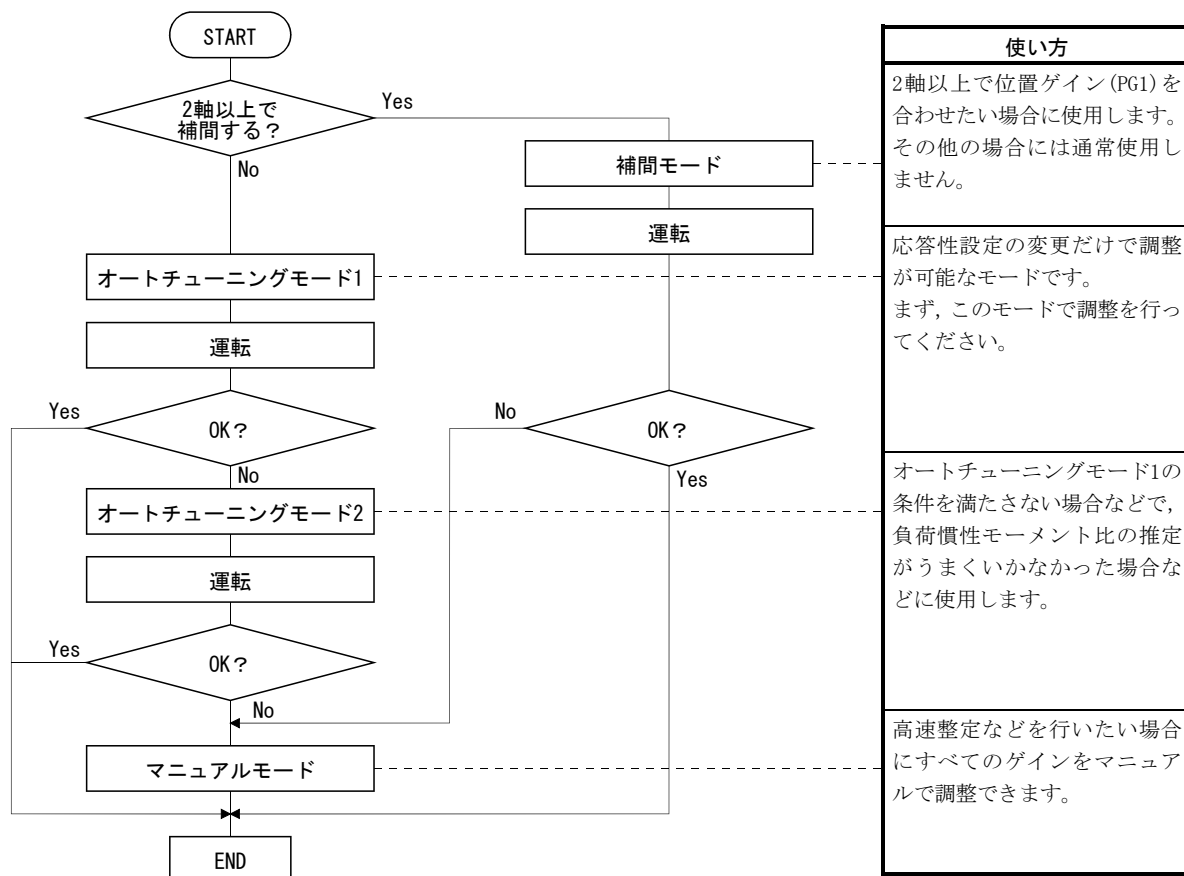 START
2軸以上で
補間する？
Yes
No
補間モード
運転
オートチューニングモード1
運転
Yes
OK？
No
No
OK？
Yes
オートチューニングモード2
運転
Yes
OK？
No
マニュアルモード
END
使い方
2軸以上で位置ゲイン(PG1)を
合わせたい場合に使用します。
その他の場合には通常使用し
ません。
応答性設定の変更だけで調整
が可能なモードです。
まず，このモードで調整を行っ
てください。
オートチューニングモード1の
条件を満たさない場合などで，
負荷慣性モーメント比の推定
がうまくいかなかった場合な
どに使用します。
高速整定などを行いたい場合
にすべてのゲインをマニュア
ルで調整できます。